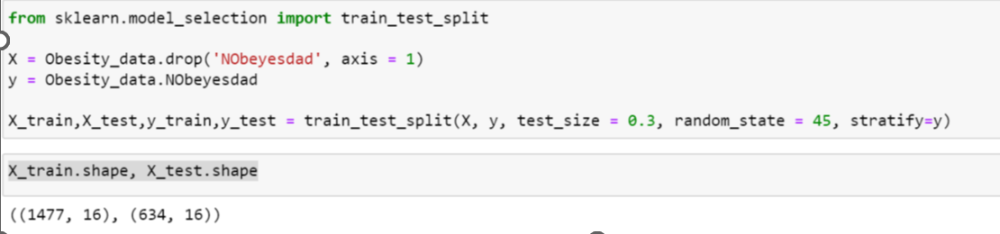 from sklearn.model_selection import train_test_split
X = Obesity_data.drop('NObeyesdad', axis = 1)
y = Obesity_data.NObeyesdad
X_train,X_test,y_train,y_test = train_test_split(X, y, test_size = 0.3, random_state = 45, stratify=y)
X_train.shape, X_test.shape
((1477, 16), (634, 16))